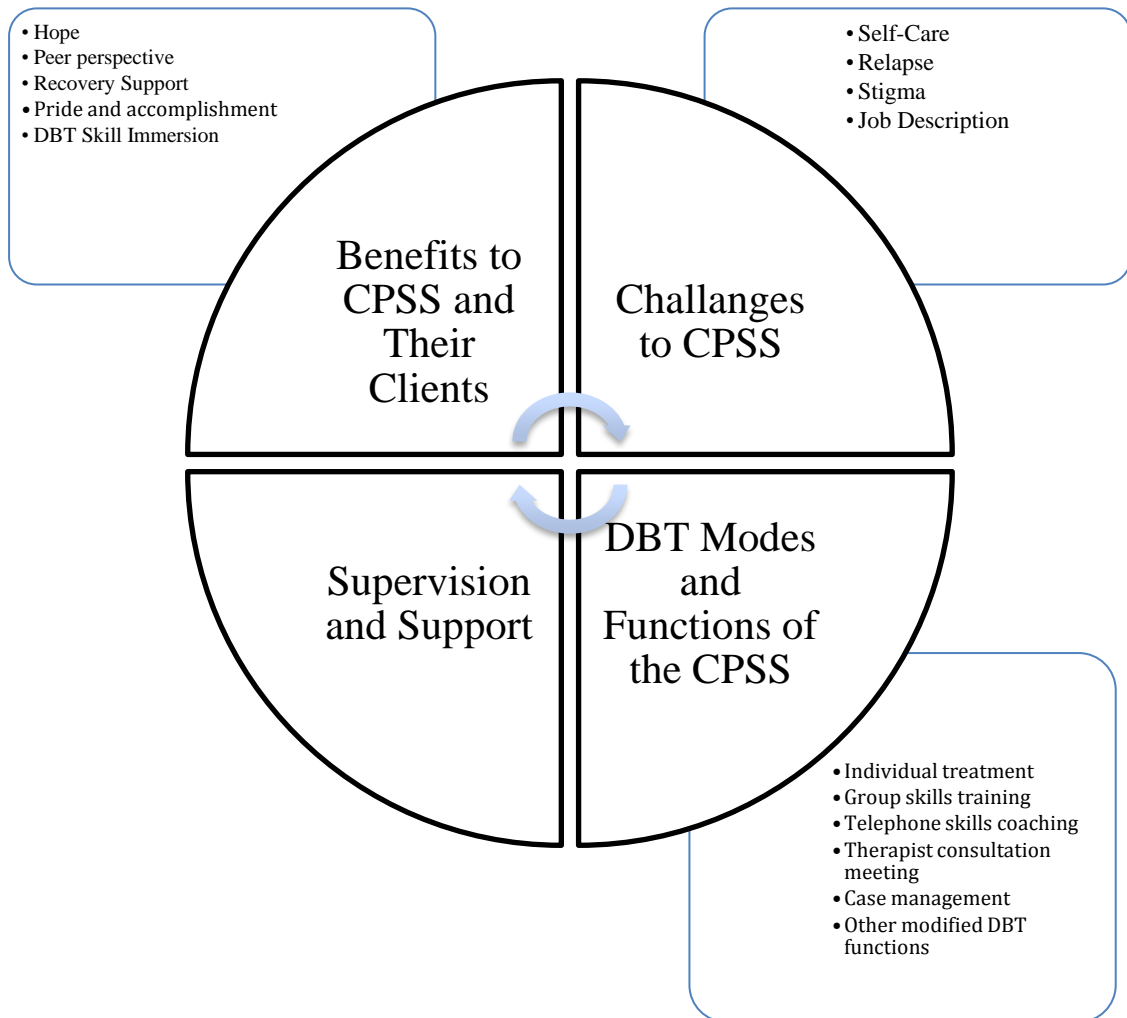 • Hope
• Peer perspective
• Recovery Support
• Pride and accomplishment
• DBT Skill Immersion
• Self-Care
• Relapse
• Stigma
• Job Description
Benefits to
CPSS and
Their
Clients
Challanges
to CPSS
Supervision
and Support
DBT Modes
and
Functions of
the CPSS
• Individual treatment
• Group skills training
• Telephone skills coaching
• Therapist consultation
meeting
• Case management
• Other modified DBT
functions